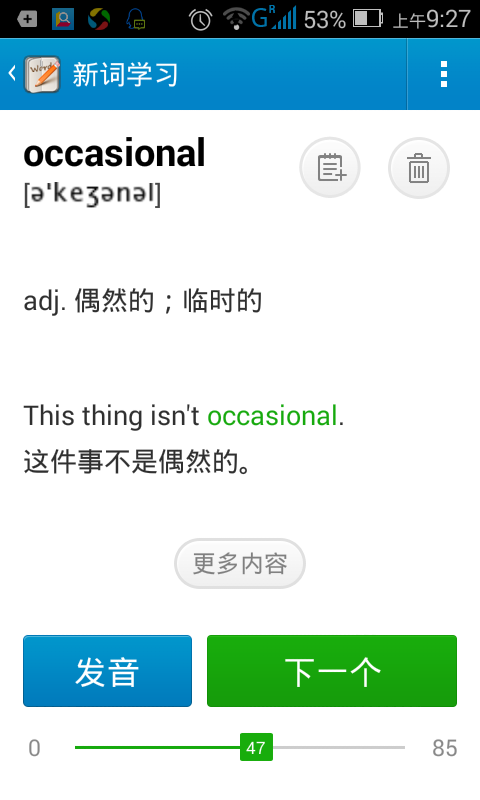 G R 53% 上午9:27
Words 新词学习
occasional
[ə'keʒənəl]
adj. 偶然的；临时的
This thing isn't occasional.
这件事不是偶然的。
更多内容
发音 下一个
0 47 85